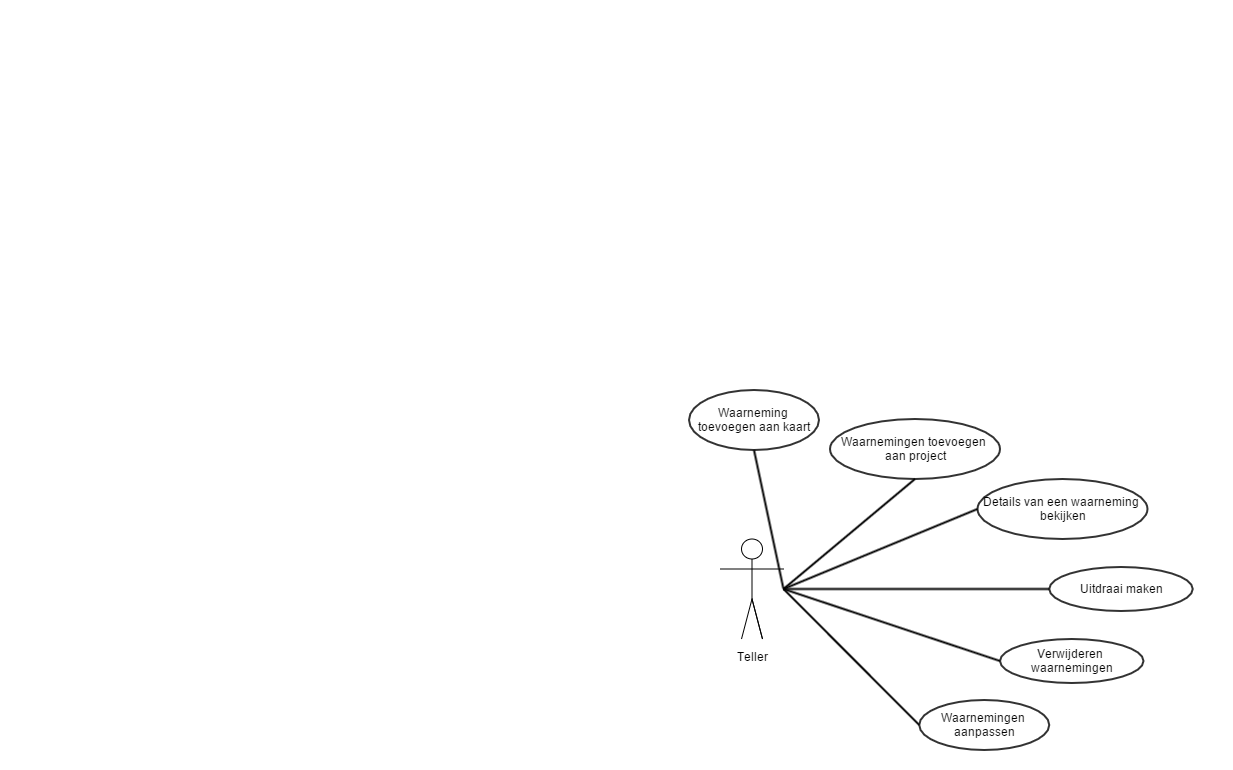 Waarneming
toevoegen aan kaart
Waarnemingen toevoegen
aan project
Details van een waarneming
bekijken
Uitdraai maken
Verwijderen
waarnemingen
Teller
Waarnemingen
aanpassen